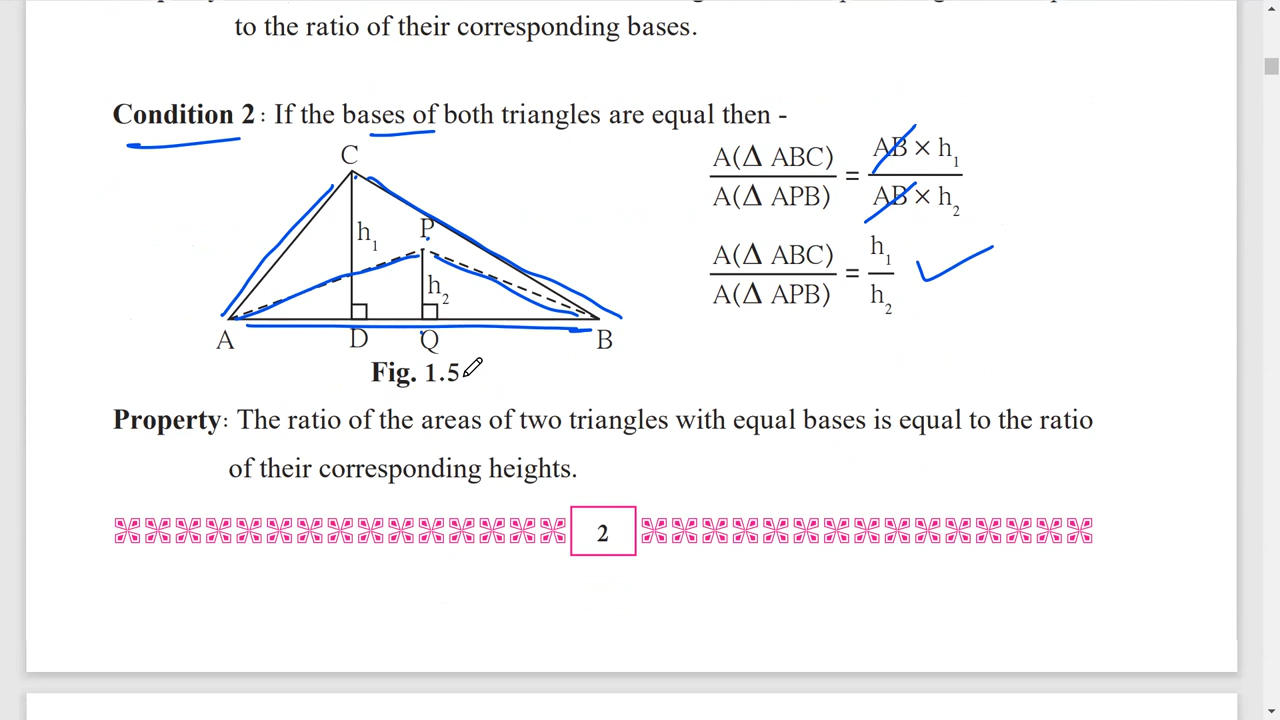 to the ratio of their corresponding bases.
Condition 2 : If the bases of both triangles are equal then -
C
P
h1
h2
A
D
Q
B
Fig. 1.5
A(Δ ABC) / A(Δ APB) = AB × h1 / AB × h2
A(Δ ABC) / A(Δ APB) = h1 / h2
Property: The ratio of the areas of two triangles with equal bases is equal to the ratio
of their corresponding heights.
2